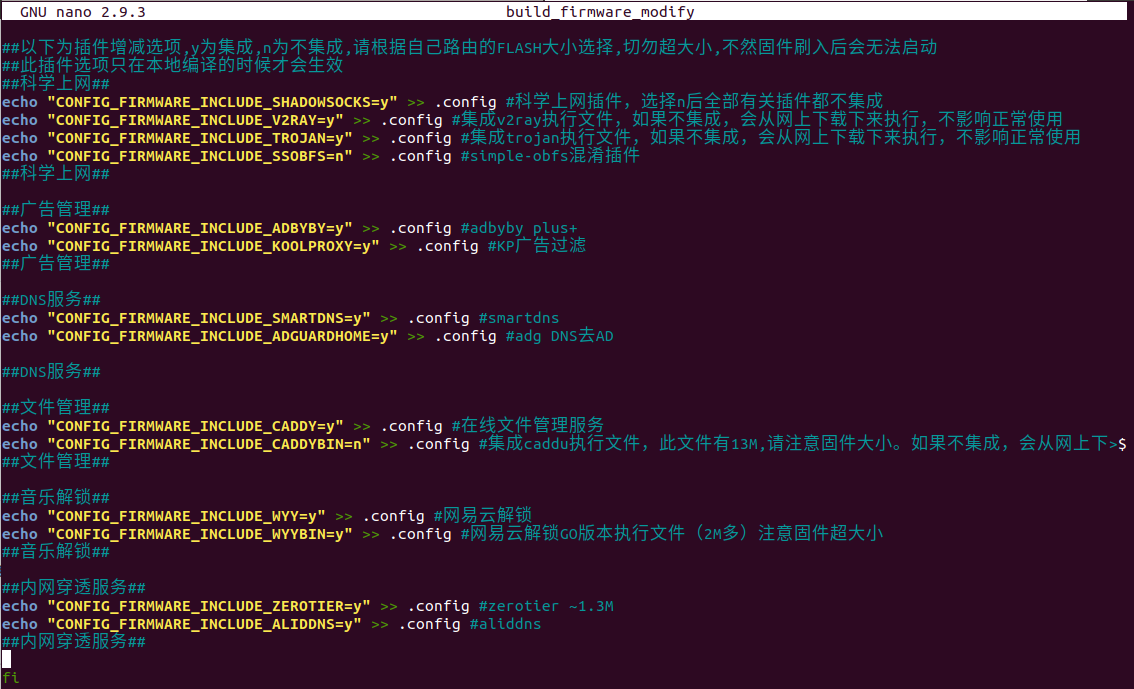 GNU nano 2.9.3 build_firmware_modify
##以下为插件增减选项,y为集成,n为不集成,请根据自己路由的FLASH大小选择,切勿超大小,不然固件刷入后会无法启动
##此插件选项只在本地编译的时候才会生效
##科学上网##
echo "CONFIG_FIRMWARE_INCLUDE_SHADOWSOCKS=y" >> .config #科学上网插件，选择n后全部有关插件都不集成
echo "CONFIG_FIRMWARE_INCLUDE_V2RAY=y" >> .config #集成v2ray执行文件，如果不集成，会从网上下载下来执行，不影响正常使用
echo "CONFIG_FIRMWARE_INCLUDE_TROJAN=y" >> .config #集成trojan执行文件，如果不集成，会从网上下载下来执行，不影响正常使用
echo "CONFIG_FIRMWARE_INCLUDE_SSOBFS=n" >> .config #simple-obfs混淆插件
##科学上网##
##广告管理##
echo "CONFIG_FIRMWARE_INCLUDE_ADBYBY=y" >> .config #adbyby plus+
echo "CONFIG_FIRMWARE_INCLUDE_KOOLPROXY=y" >> .config #KP广告过滤
##广告管理##
##DNS服务##
echo "CONFIG_FIRMWARE_INCLUDE_SMARTDNS=y" >> .config #smartdns
echo "CONFIG_FIRMWARE_INCLUDE_ADGUARDHOME=y" >> .config #adg DNS去AD
##DNS服务##
##文件管理##
echo "CONFIG_FIRMWARE_INCLUDE_CADDY=y" >> .config #在线文件管理服务
echo "CONFIG_FIRMWARE_INCLUDE_CADDYBIN=n" >> .config #集成caddu执行文件，此文件有13M,请注意固件大小。如果不集成，会从网上下>$
##文件管理##
##音乐解锁##
echo "CONFIG_FIRMWARE_INCLUDE_WYY=y" >> .config #网易云解锁
echo "CONFIG_FIRMWARE_INCLUDE_WYYBIN=y" >> .config #网易云解锁GO版本执行文件（2M多）注意固件超大小
##音乐解锁##
##内网穿透服务##
echo "CONFIG_FIRMWARE_INCLUDE_ZEROTIER=y" >> .config #zerotier ~1.3M
echo "CONFIG_FIRMWARE_INCLUDE_ALIDDNS=y" >> .config #aliddns
##内网穿透服务##
fi